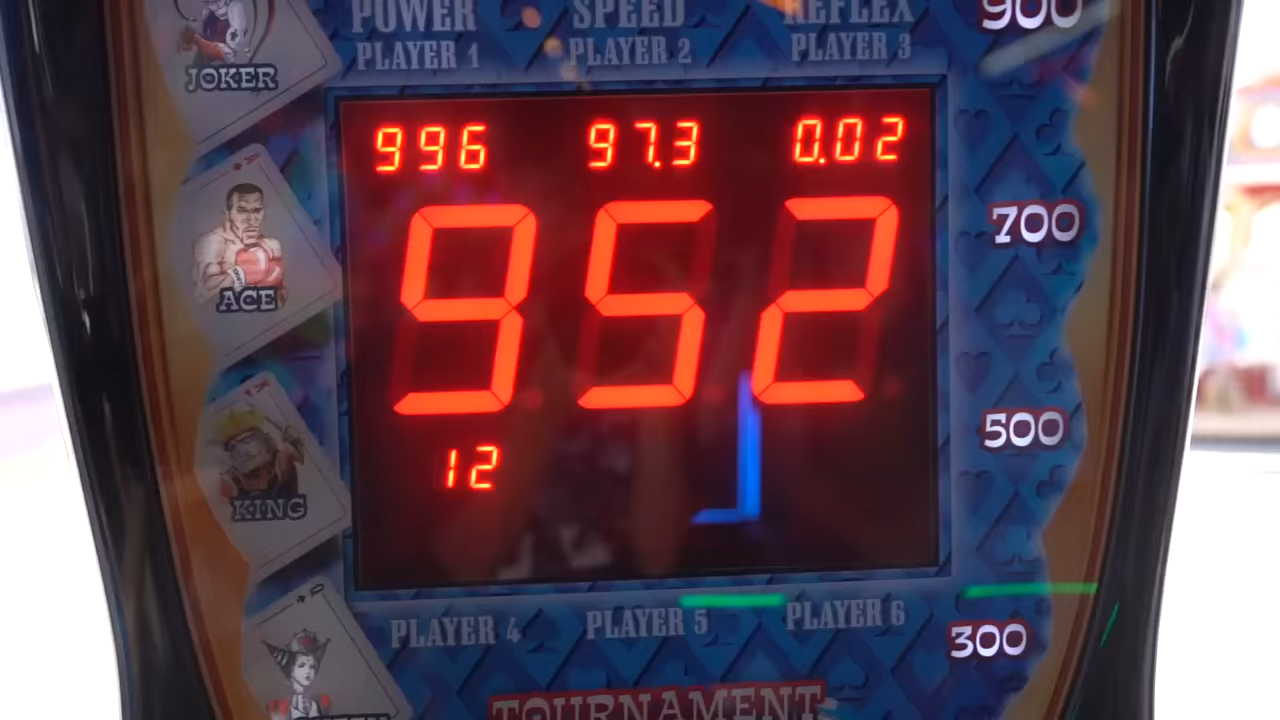 POWER SPEED REFLEX 900
PLAYER 1 PLAYER 2 PLAYER 3
JOKER
996 97.3 0.02
A
952
700
ACE
K
500
12
KING
Q
PLAYER 4 PLAYER 5 PLAYER 6
300
TOURNAMENT